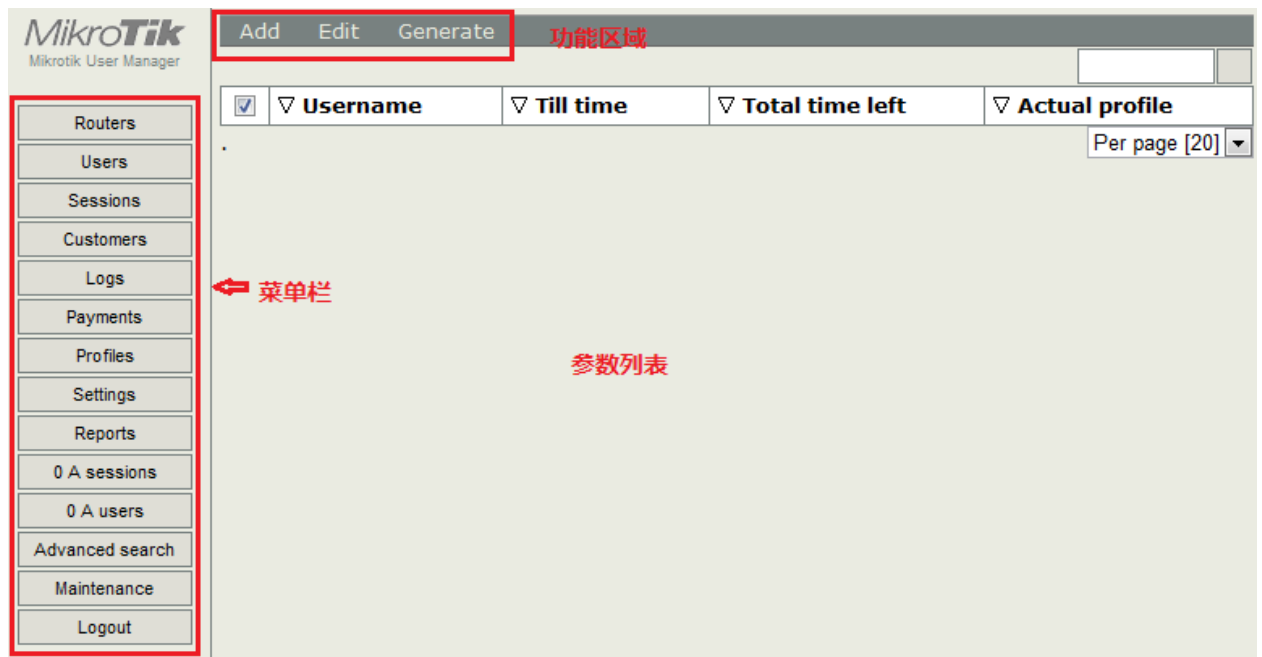 MikroTik
Mikrotik User Manager
Routers
Users
Sessions
Customers
Logs
Payments
Profiles
Settings
Reports
0 A sessions
0 A users
Advanced search
Maintenance
Logout
Add Edit Generate 功能区域
▽ Username ▽ Till time ▽ Total time left ▽ Actual profile
.
Per page [20]
菜单栏
参数列表